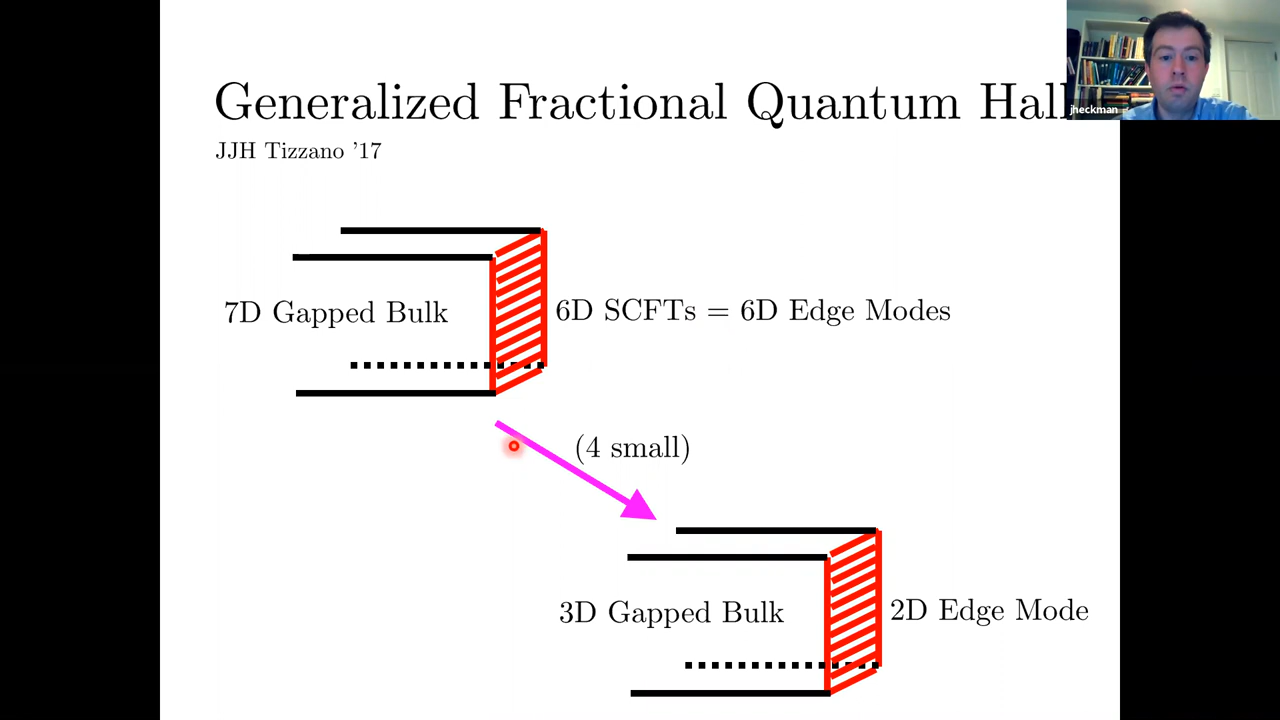 Generalized Fractional Quantum Hall
jheckman
JJH Tizzano '17
7D Gapped Bulk
6D SCFTs = 6D Edge Modes
(4 small)
3D Gapped Bulk
2D Edge Mode